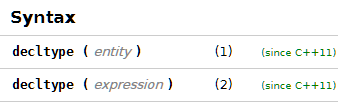 Syntax
decltype ( entity ) (1) (since C++11)
decltype ( expression ) (2) (since C++11)